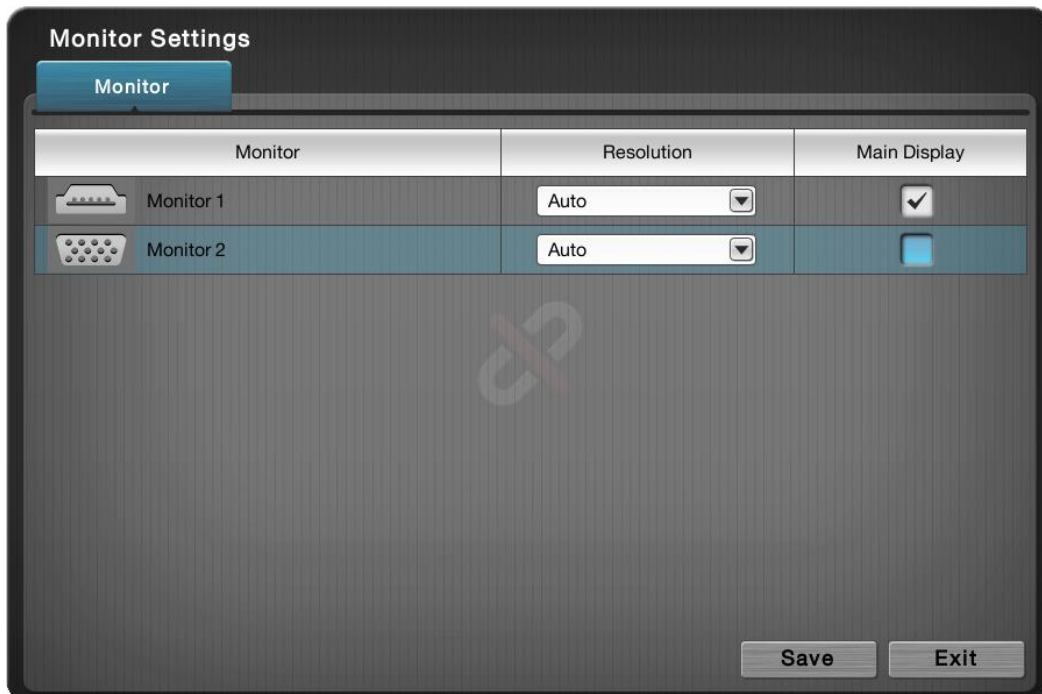 Monitor Settings
Monitor
Monitor Resolution Main Display
Monitor 1 Auto
Monitor 2 Auto
Save Exit